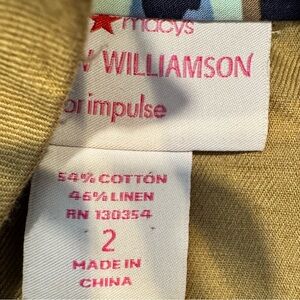 macys
WILLIAMSON
impulse
54% COTTON
46% LINEN
RN 130354
2
MADE IN
CHINA